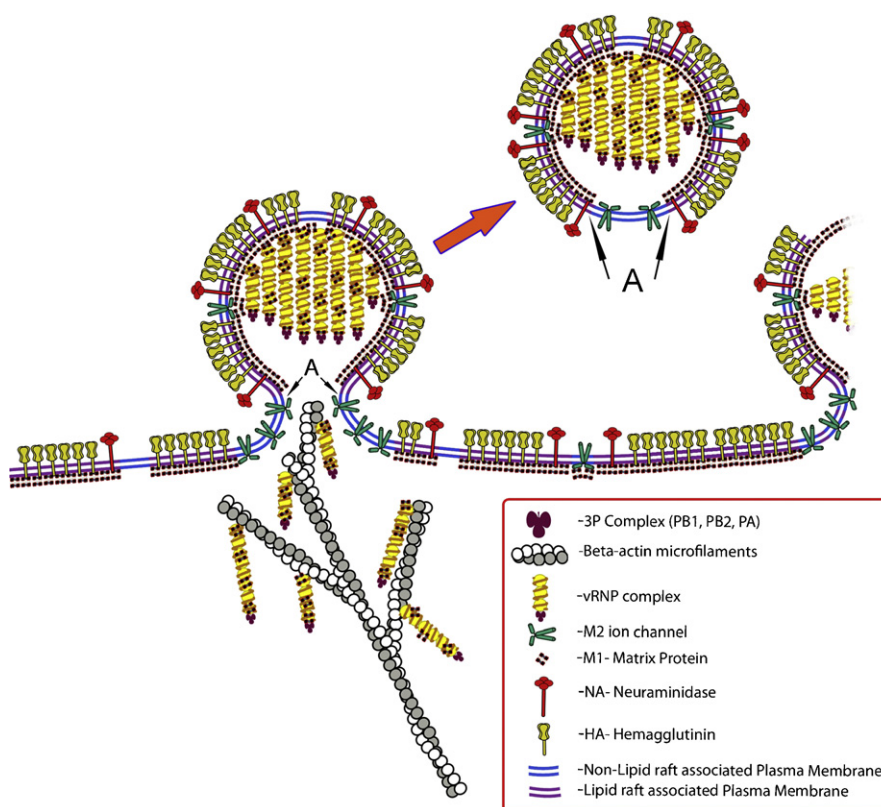 A
A
-3P Complex (PB1, PB2, PA)
-Beta-actin microfilaments
-vRNP complex
-M2 ion channel
-M1- Matrix Protein
-NA- Neuraminidase
-HA- Hemagglutinin
-Non-Lipid raft associated Plasma Membrane
-Lipid raft associated Plasma Membrane